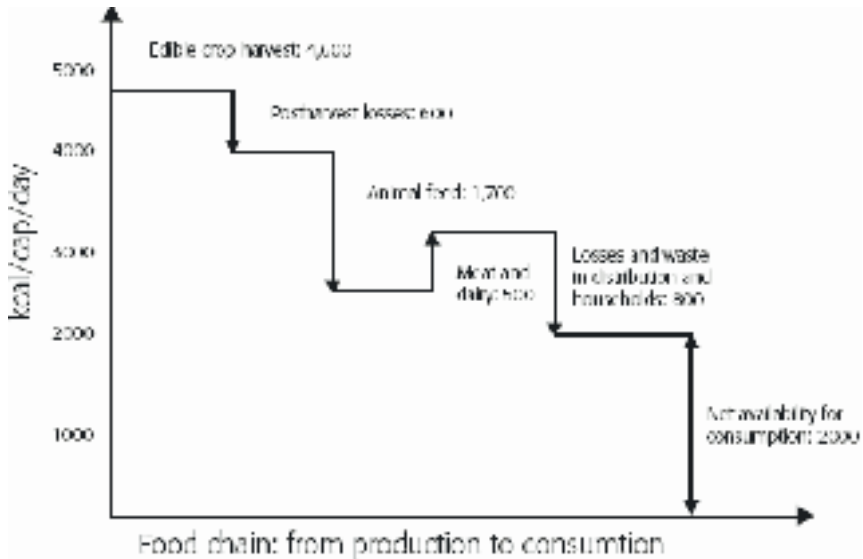 Edible crop harvest: 4,600
5000
Postharvest losses: 600
4000
Animal feed: 1,700
3000
Losses and waste
in distribution and
households: 800
Meat and
dairy: 500
2000
Net availability for
consumption: 2000
1000
kcal/cap/day
Food chain: from production to consumtion